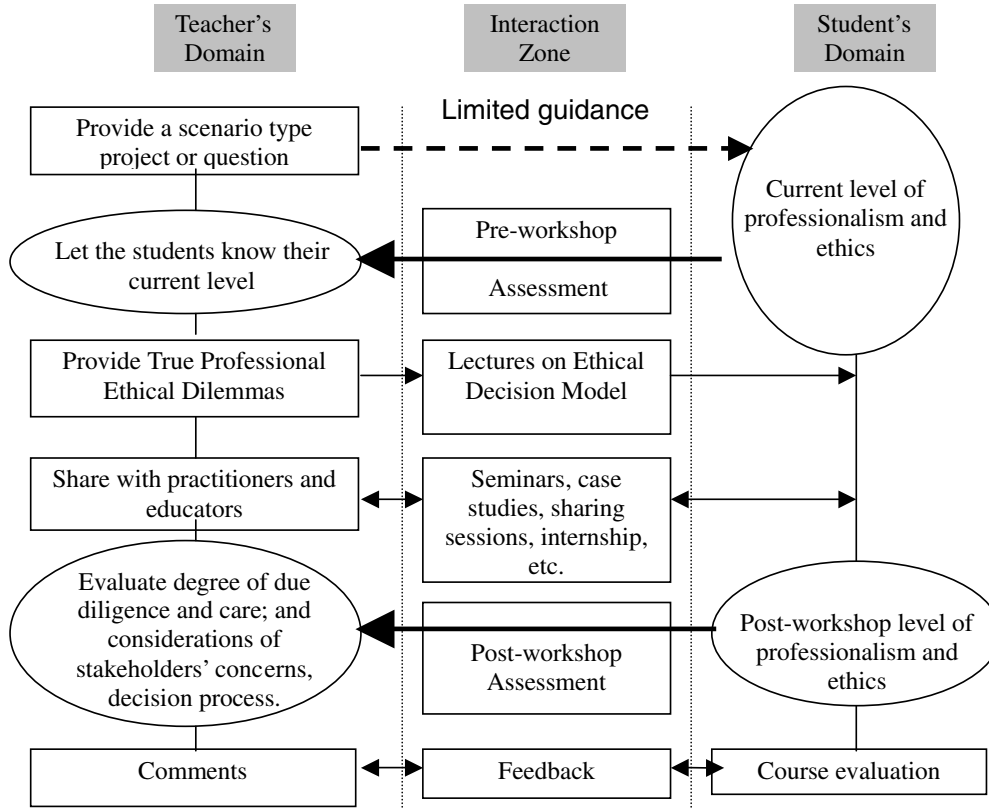 Teacher's
Domain
Interaction
Zone
Student's
Domain
Limited guidance
Provide a scenario type
project or question
Current level of
professionalism and
ethics
Let the students know their
current level
Pre-workshop
Assessment
Provide True Professional
Ethical Dilemmas
Lectures on Ethical
Decision Model
Share with practitioners and
educators
Seminars, case
studies, sharing
sessions, internship,
etc.
Evaluate degree of due
diligence and care; and
considerations of
stakeholders' concerns,
decision process.
Post-workshop
Assessment
Post-workshop level of
professionalism and
ethics
Comments
Feedback
Course evaluation